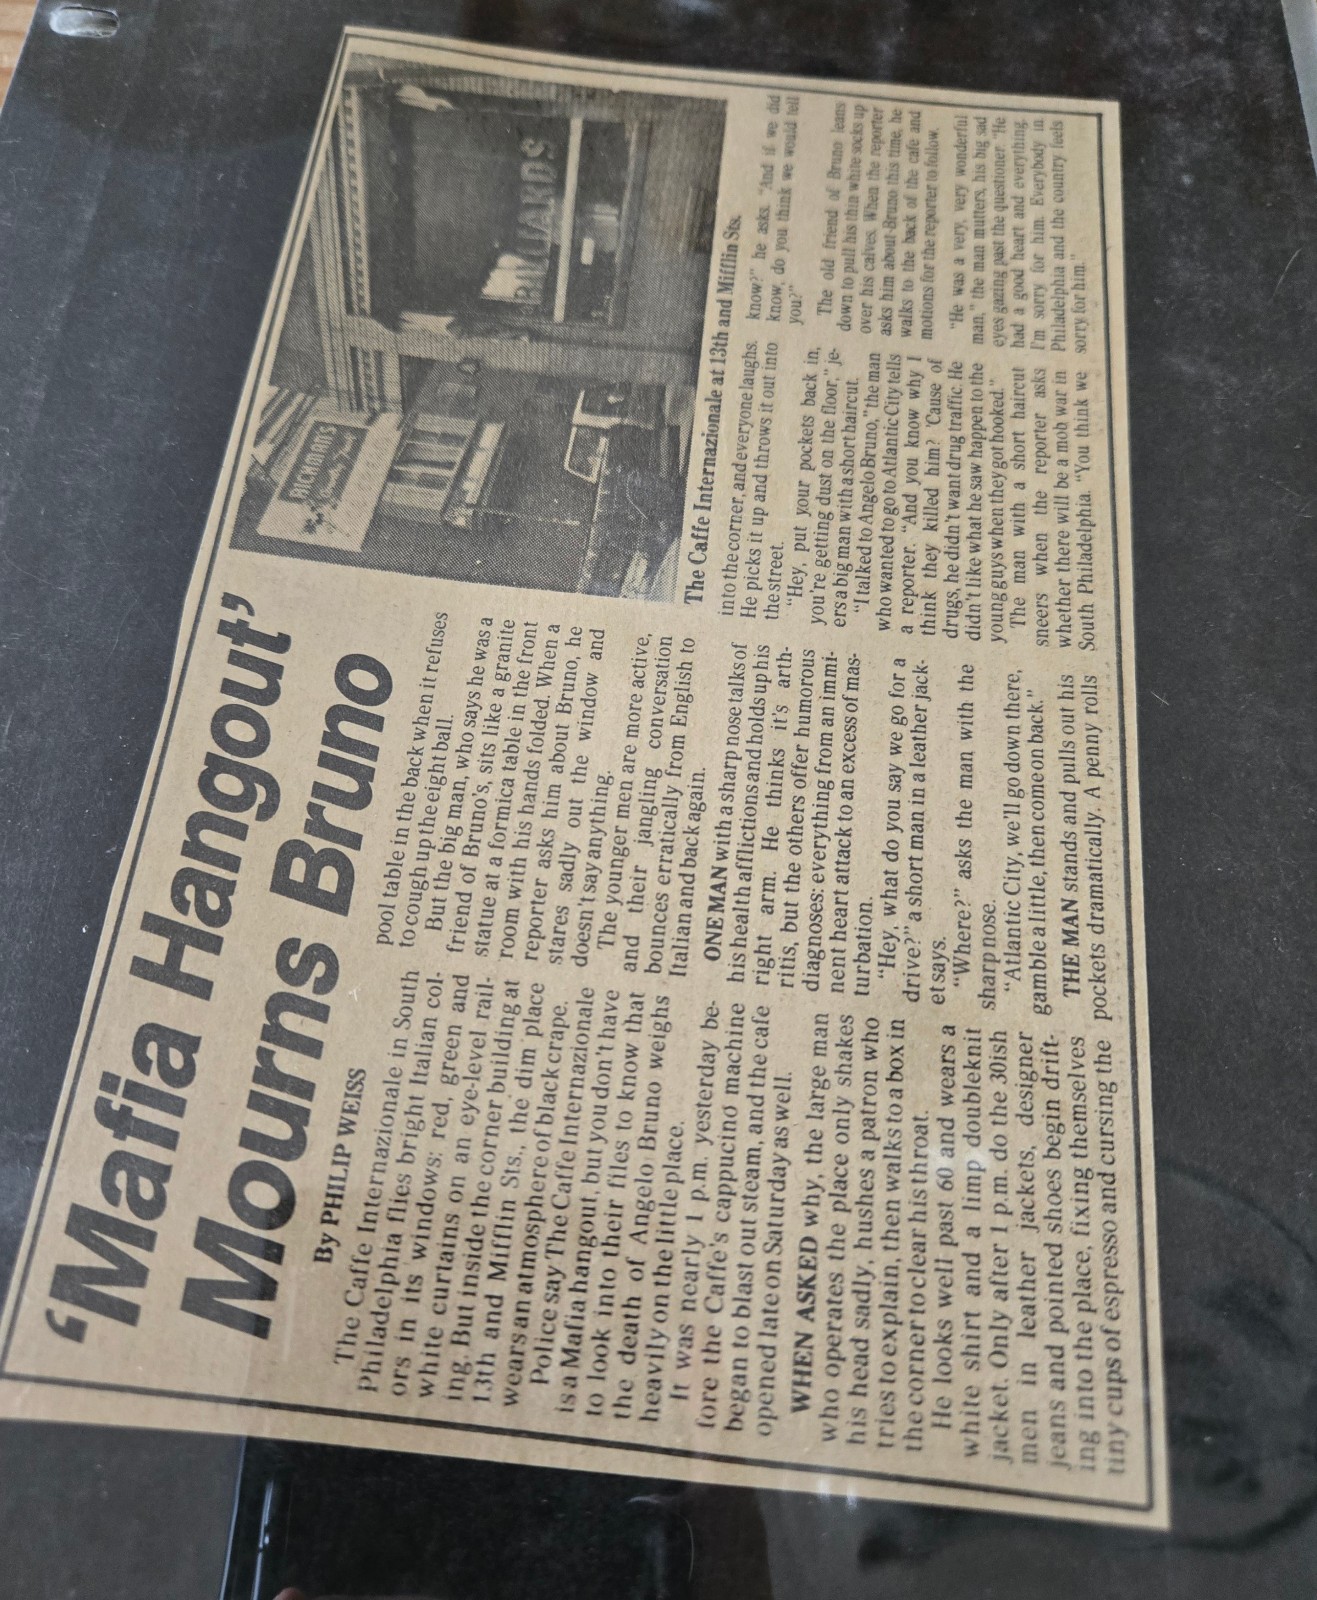 'Mafia Hangout'
Mourns Bruno
By PHILIP WEISS
The Caffe Internazionale in South
Philadelphia flies bright Italian col-
ors in its windows: red, green and
white curtains on an eye-level rail-
ing. But inside the corner building at
13th and Mifflin Sts., the dim place
wears an atmosphere of black crape.
Police say The Caffe Internazionale
is a Mafia hangout, but you don't have
to look into their files to know that
the death of Angelo Bruno weighs
heavily on the little place.
It was nearly 1 p.m. yesterday be-
fore the Caffe's cappucino machine
began to blast out steam, and the cafe
opened late on Saturday as well.
WHEN ASKED why, the large man
who operates the place only shakes
his head sadly, hushes a patron who
tries to explain, then walks to a box in
the corner to clear his throat.
He looks well past 60 and wears a
white shirt and a limp doubleknit
jacket. Only after 1 p.m. do the 30ish
men in leather jackets, designer
jeans and pointed shoes begin drift-
ing into the place, fixing themselves
tiny cups of espresso and cursing the
pool table in the back when it refuses
to cough up the eight ball.
But the big man, who says he was a
friend of Bruno's, sits like a granite
statue at a formica table in the front
room with his hands folded. When a
reporter asks him about Bruno, he
stares sadly out the window and
doesn't say anything.
The younger men are more active,
and their jangling conversation
bounces erratically from English to
Italian and back again.
ONE MAN with a sharp nose talks of
his health afflictions and holds up his
right arm. He thinks it's arth-
ritis, but the others offer humorous
diagnoses: everything from an immi-
nent heart attack to an excess of mas-
turbation.
"Hey, what do you say we go for a
drive?" a short man in a leather jack-
et says.
"Where?" asks the man with the
sharp nose.
"Atlantic City, we'll go down there,
gamble a little, then come on back."
THE MAN stands and pulls out his
pockets dramatically. A penny rolls
RICKMAN'S
BILLIARDS
The Caffe Internazionale at 13th and Mifflin Sts.
into the corner, and everyone laughs.
He picks it up and throws it out into
the street.
"Hey, put your pockets back in,
you're getting dust on the floor," je-
ers a big man with a short haircut.
"I talked to Angelo Bruno," the man
who wanted to go to Atlantic City tells
a reporter. "And you know why I
think they killed him? 'Cause of
drugs, he didn't want drug traffic. He
didn't like what he saw happen to the
young guys when they got hooked."
The man with a short haircut
sneers when the reporter asks
whether there will be a mob war in
South Philadelphia. "You think we
know?" he asks. "And if we did
know, do you think we would tell
you?"
The old friend of Bruno leans
down to pull his thin white socks up
over his calves. When the reporter
asks him about Bruno this time, he
walks to the back of the cafe and
motions for the reporter to follow.
"He was a very, very wonderful
man," the man mutters, his big sad
eyes gazing past the questioner. "He
had a good heart and everything.
I'm sorry for him. Everybody in
Philadelphia and the country feels
sorry for him."